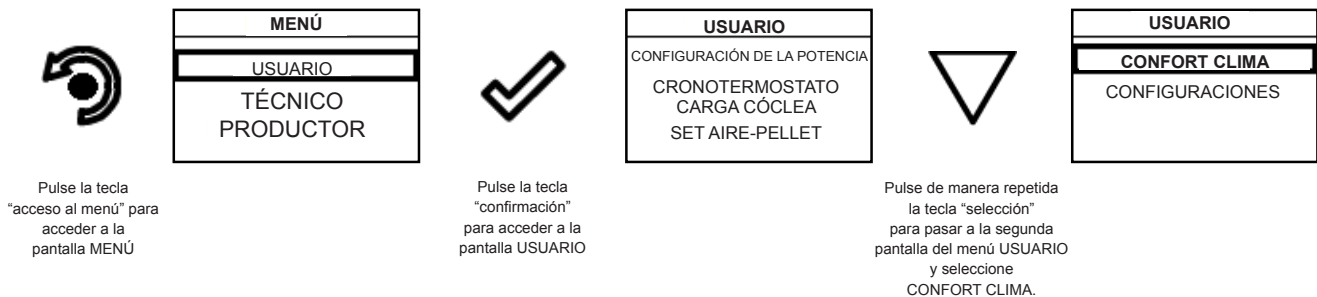 MENÚ
USUARIO
TÉCNICO
PRODUCTOR
Pulse la tecla
“acceso al menú” para
acceder a la
pantalla MENÚ
Pulse la tecla
“confirmación”
para acceder a la
pantalla USUARIO
USUARIO
CONFIGURACIÓN DE LA POTENCIA
CRONOTERMOSTATO
CARGA CÓCLEA
SET AIRE-PELLET
Pulse de manera repetida
la tecla “selección”
para pasar a la segunda
pantalla del menú USUARIO
y seleccione
CONFORT CLIMA.
USUARIO
CONFORT CLIMA
CONFIGURACIONES